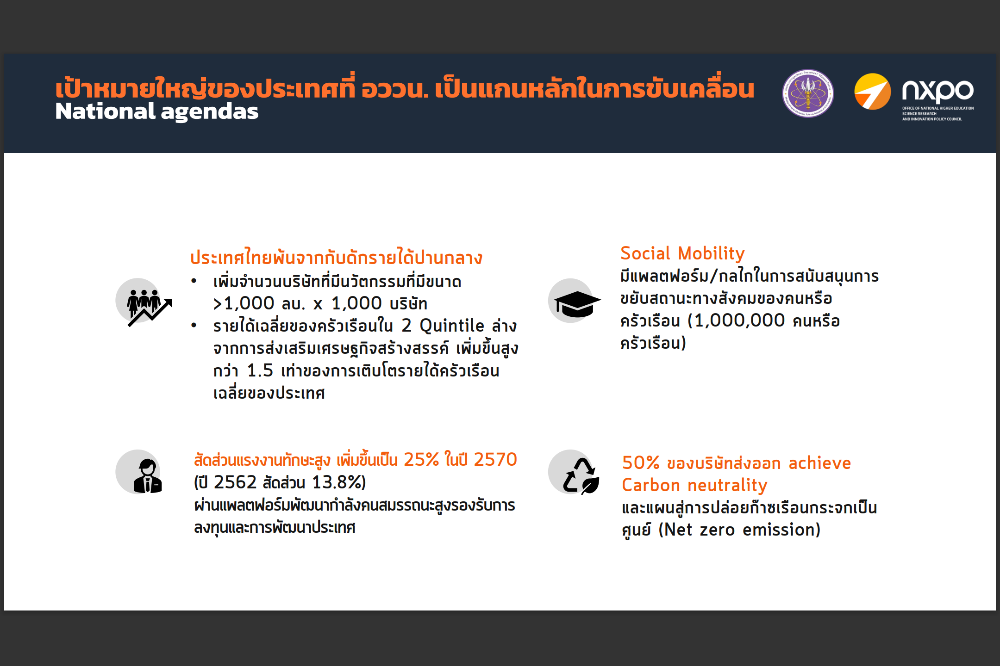 เป้าหมายใหญ่ของประเทศที่ อววน. เป็นแกนหลักในการขับเคลื่อน
National agendas
nxpo
OFFICE OF NATIONAL HIGHER EDUCATION
SCIENCE RESEARCH
AND INNOVATION POLICY COUNCIL
ประเทศไทยพ้นจากกับดักรายได้ปานกลาง
• เพิ่มจำนวนบริษัทที่มีนวัตกรรมที่มีขนาด
>1,000 ลบ. x 1,000 บริษัท
• รายได้เฉลี่ยของครัวเรือนใน 2 Quintile ล่าง
จากการส่งเสริมเศรษฐกิจสร้างสรรค์ เพิ่มขึ้นสูง
กว่า 1.5 เท่าของการเติบโตรายได้ครัวเรือน
เฉลี่ยของประเทศ
Social Mobility
มีแพลตฟอร์ม/กลไกในการสนับสนุนการ
ขยับสถานะทางสังคมของคนหรือ
ครัวเรือน (1,000,000 คนหรือ
ครัวเรือน)
สัดส่วนแรงงานทักษะสูง เพิ่มขึ้นเป็น 25% ในปี 2570
(ปี 2562 สัดส่วน 13.8%)
ผ่านแพลตฟอร์มพัฒนากำลังคนสมรรถนะสูงรองรับการ
ลงทุนและการพัฒนาประเทศ
50% ของบริษัทส่งออก achieve
Carbon neutrality
และแผนสู่การปล่อยก๊าซเรือนกระจกเป็น
ศูนย์ (Net zero emission)